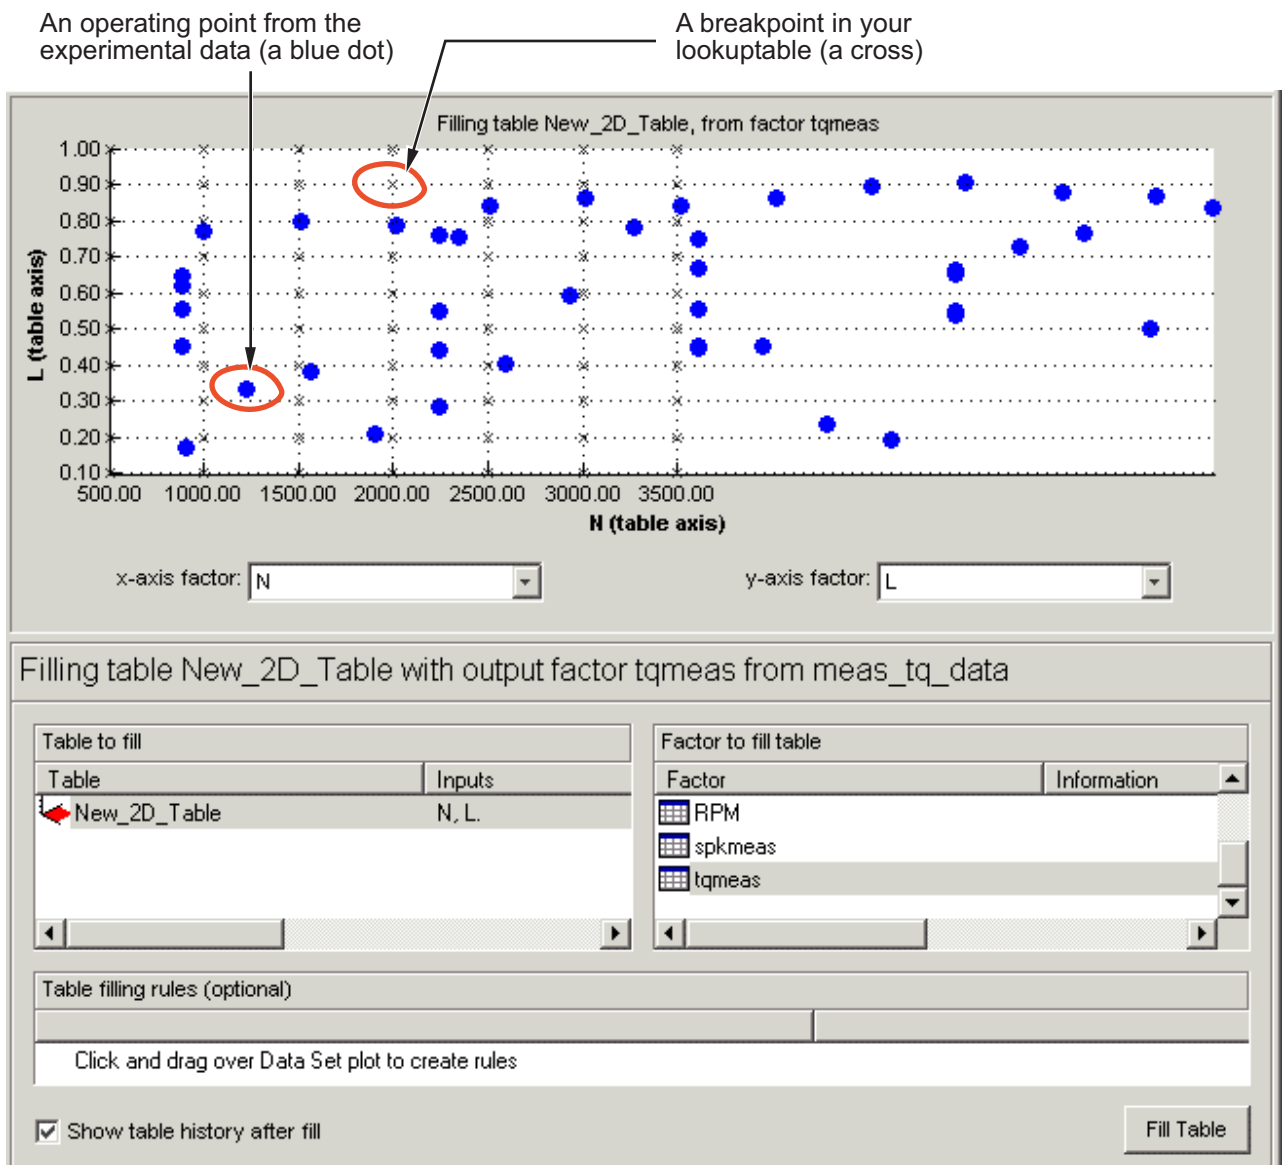 An operating point from the
experimental data (a blue dot)
A breakpoint in your
lookuptable (a cross)
Filling table New_2D_Table, from factor tqmeas
1.00
0.90
0.80
0.70
0.60
0.50
0.40
0.30
0.20
0.10
L (table axis)
500.00 1000.00 1500.00 2000.00 2500.00 3000.00 3500.00
N (table axis)
x-axis factor: N
y-axis factor: L
Filling table New_2D_Table with output factor tqmeas from meas_tq_data
Table to fill
Table Inputs
New_2D_Table N, L.
Factor to fill table
Factor Information
RPM
spkmeas
tqmeas
Table filling rules (optional)
Click and drag over Data Set plot to create rules
Show table history after fill
Fill Table